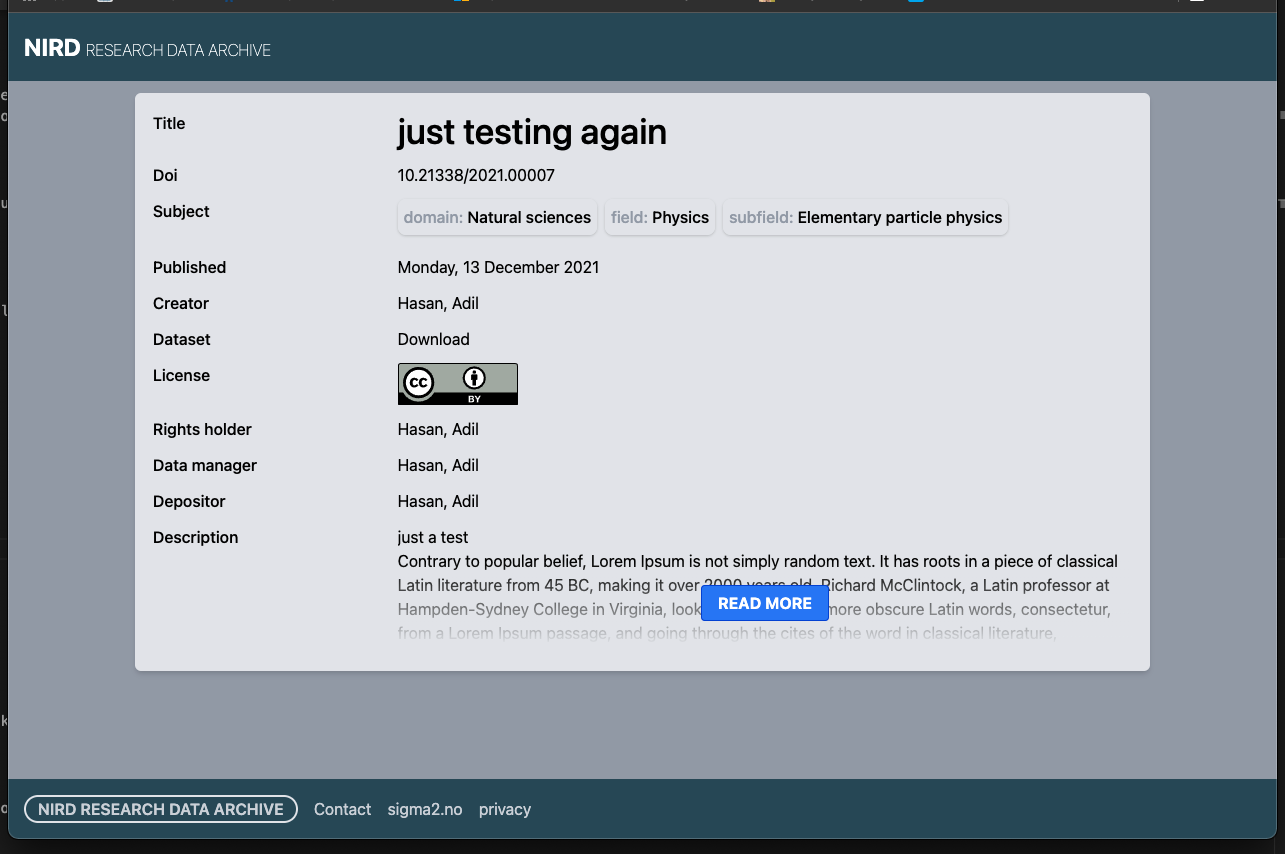 NIRD RESEARCH DATA ARCHIVE
Title just testing again
Doi 10.21338/2021.00007
Subject domain: Natural sciences field: Physics subfield: Elementary particle physics
Published Monday, 13 December 2021
Creator Hasan, Adil
Dataset Download
License CC BY
Rights holder Hasan, Adil
Data manager Hasan, Adil
Depositor Hasan, Adil
Description just a test
Contrary to popular belief, Lorem Ipsum is not simply random text. It has roots in a piece of classical
Latin literature from 45 BC, making it over 2000 years old. Richard McClintock, a Latin professor at
Hampden-Sydney College in Virginia, look more obscure Latin words, consectetur,
READ MORE
from a Lorem Ipsum passage, and going through the cites of the word in classical literature,
NIRD RESEARCH DATA ARCHIVE Contact sigma2.no privacy